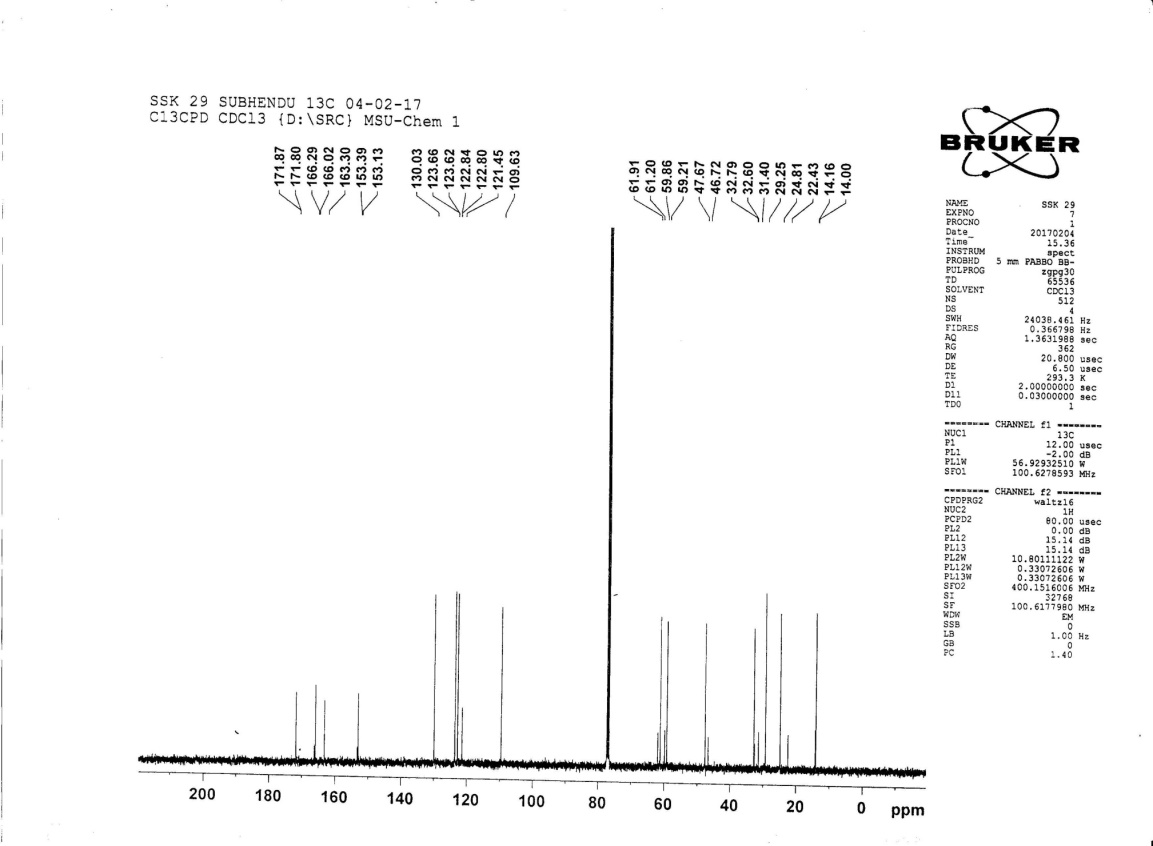 SSK 29 SUBHENDU 13C 04-02-17
C13CPD CDCl3 {D:\SRC} MSU-Chem 1
171.87
171.80
166.29
166.02
163.30
153.39
153.13
130.03
123.66
123.62
122.84
122.80
121.45
109.63
61.91
61.20
59.86
59.21
47.67
46.72
32.79
32.60
31.40
29.25
24.81
22.43
14.16
14.00
200 180 160 140 120 100 80 60 40 20 0 ppm
BRUKER
NAME SSK 29
EXPNO 7
PROCNO 1
Date_ 20170204
Time 15.36
INSTRUM spect
PROBHD 5 mm PABBO BB-
PULPROG zgpg30
TD 65536
SOLVENT CDCl3
NS 512
DS 4
SWH 24038.461 Hz
FIDRES 0.366798 Hz
AQ 1.3631988 sec
RG 362
DW 20.800 usec
DE 6.50 usec
TE 293.3 K
D1 2.00000000 sec
D11 0.03000000 sec
TD0 1
======== CHANNEL f1 ========
NUC1 13C
P1 12.00 usec
PL1 -2.00 dB
PL1W 56.92932510 W
SFO1 100.6278593 MHz
======== CHANNEL f2 ========
CPDPRG2 waltz16
NUC2 1H
PCPD2 80.00 usec
PL2 0.00 dB
PL12 15.14 dB
PL13 15.14 dB
PL2W 10.80111122 W
PL12W 0.33072606 W
PL13W 0.33072606 W
SFO2 400.1516006 MHz
SI 32768
SF 100.6177980 MHz
WDW EM
SSB 0
LB 1.00 Hz
GB 0
PC 1.40